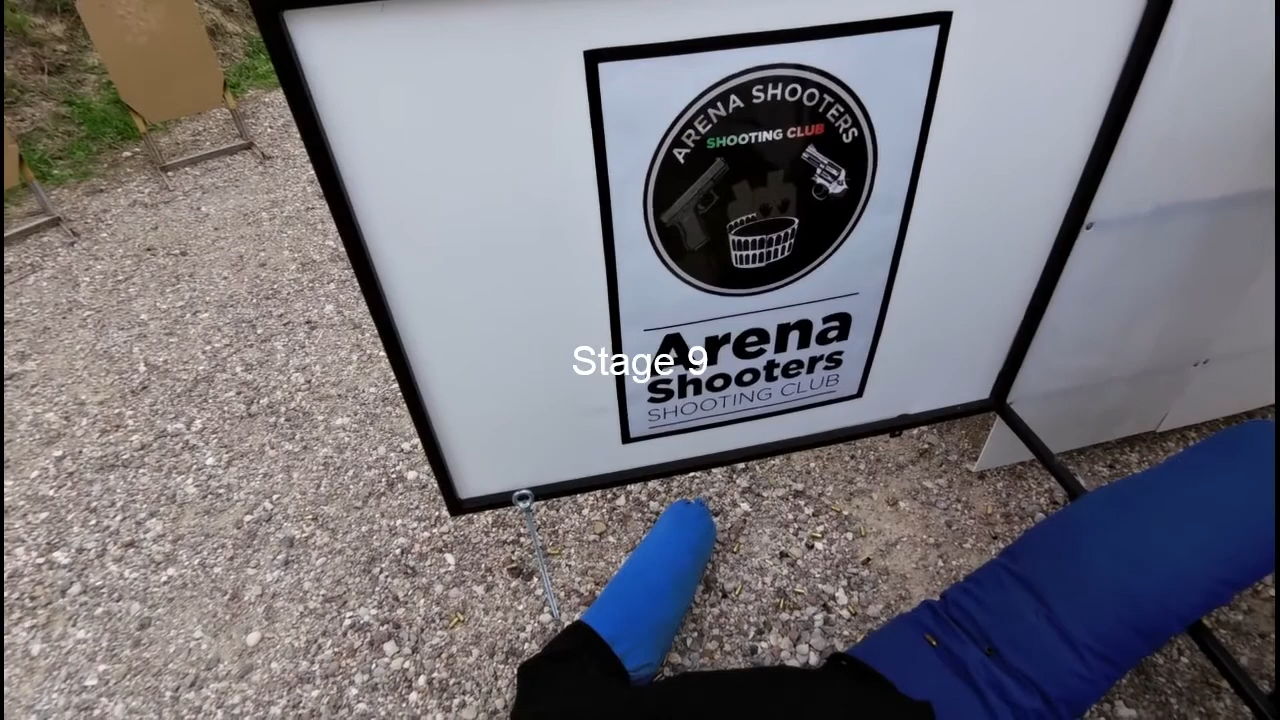 ARENA SHOOTERS
SHOOTING CLUB
Arena
Stage 9
Shooters
SHOOTING CLUB